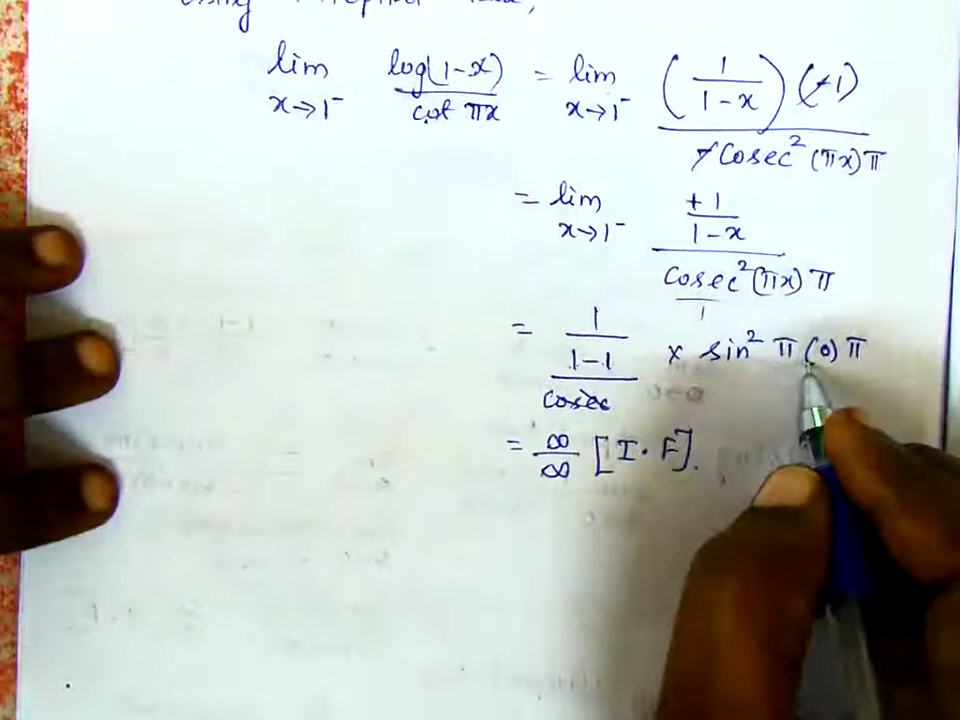 lim x→1⁻ log(1-x) / cot πx = lim x→1⁻ (1/(1-x)) (-1) / -Cosec² (πx) π
= lim x→1⁻ (+1/(1-x)) / Cosec² (πx) π / 1
= (1/(1-1)) / cosec x sin² π (0) π
= ∞/∞ [I.F].